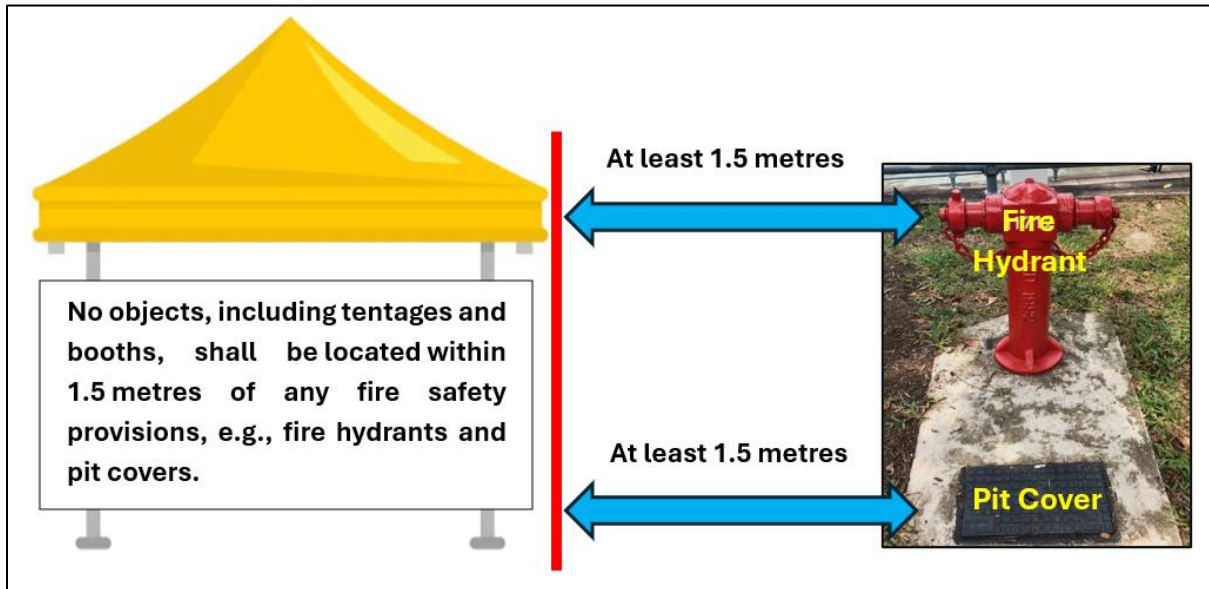 At least 1.5 metres
Fire
Hydrant
No objects, including tentages and
booths, shall be located within
1.5 metres of any fire safety
provisions, e.g., fire hydrants and
pit covers.
At least 1.5 metres
Pit Cover